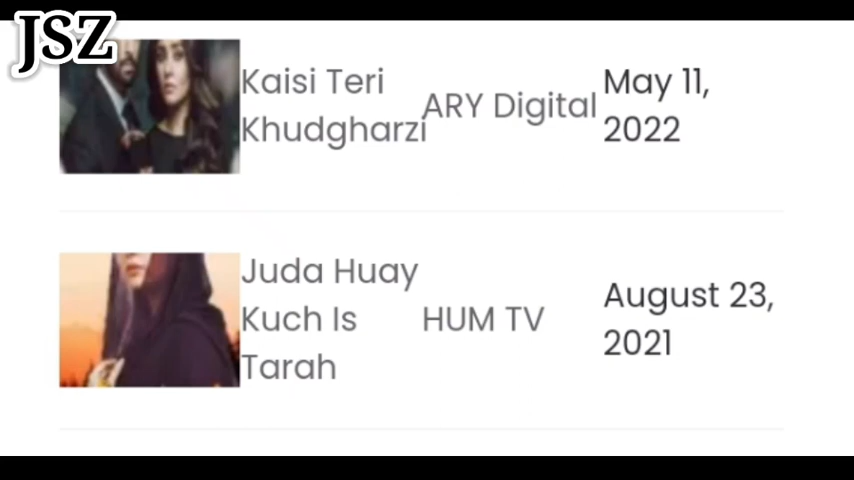 JSZ
Kaisi Teri
Khudgharzi
ARY Digital
May 11,
2022
Juda Huay
Kuch Is
Tarah
HUM TV
August 23,
2021